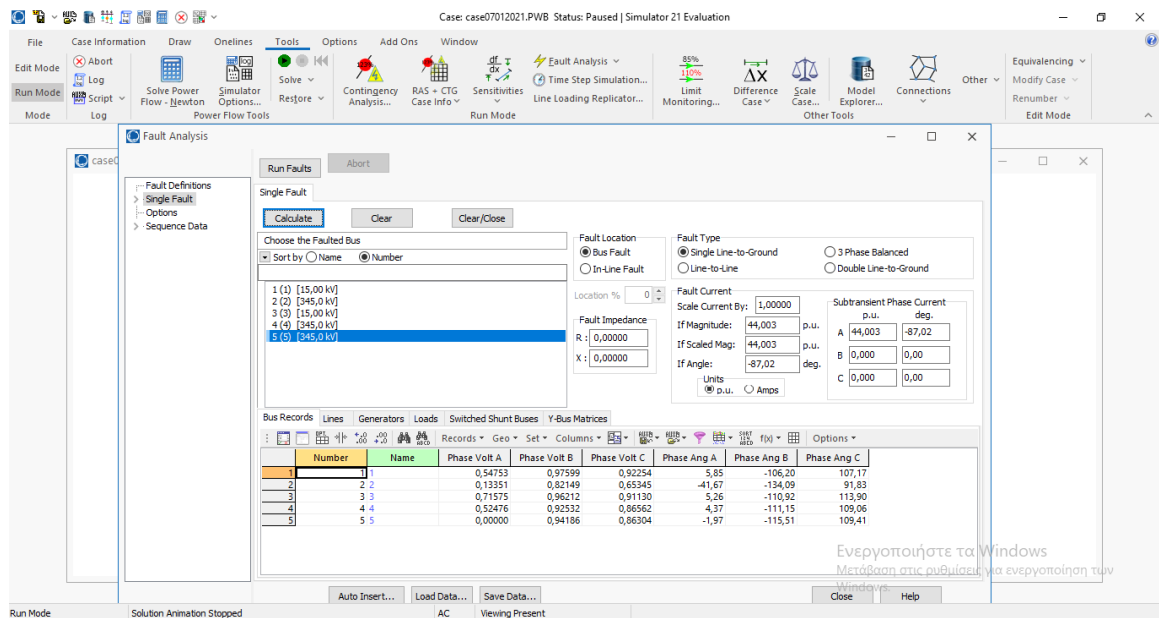 Case: case07012021.PWB Status: Paused | Simulator 21 Evaluation
File Case Information Draw Onelines Tools Options Add Ons Window
Edit Mode
Run Mode
Mode
Abort
Log
Script
Log
Solve Power
Flow - Newton
Simulator
Options...
Solve
Restore
Power Flow Tools
Contingency
Analysis...
RAS + CTG
Case Info
Sensitivities
Fault Analysis
Time Step Simulation...
Line Loading Replicator...
Run Mode
85%
110%
Limit
Monitoring...
Difference
Case
Scale
Case...
Model
Explorer...
Connections
Other
Other Tools
Equivalencing
Modify Case
Renumber
Edit Mode
Fault Analysis
Fault Definitions
Single Fault
Options
Sequence Data
Run Faults Abort
Single Fault
Calculate Clear Clear/Close
Choose the Faulted Bus
Sort by Name Number
1 (1) [15,00 kV]
2 (2) [345,0 kV]
3 (3) [15,00 kV]
4 (4) [345,0 kV]
5 (5) [345,0 kV]
Fault Location
Bus Fault
In-Line Fault
Location % 0
Fault Impedance
R : 0,00000
X : 0,00000
Fault Type
Single Line-to-Ground 3 Phase Balanced
Line-to-Line Double Line-to-Ground
Fault Current
Scale Current By: 1,00000
If Magnitude: 44,003 p.u.
If Scaled Mag: 44,003 p.u.
If Angle: -87,02 deg.
Units
p.u. Amps
Subtransient Phase Current
p.u. deg.
A 44,003 -87,02
B 0,000 0,00
C 0,000 0,00
Bus Records Lines Generators Loads Switched Shunt Buses Y-Bus Matrices
Records Geo Set Columns f(x) Options
Number Name Phase Volt A Phase Volt B Phase Volt C Phase Ang A Phase Ang B Phase Ang C
1 1 1 0,54753 0,97599 0,92254 5,85 -106,20 107,17
2 2 2 0,13351 0,82149 0,65345 -41,67 -134,09 91,83
3 3 3 0,71575 0,96212 0,91130 5,26 -110,92 113,90
4 4 4 0,52476 0,92532 0,86562 4,37 -111,15 109,06
5 5 5 0,00000 0,94186 0,86304 -1,97 -115,51 109,41
Ενεργοποιήστε τα Windows
Μετάβαση στις ρυθμίσεις για ενεργοποίηση των
Windows.
Auto Insert... Load Data... Save Data... Close Help
Run Mode Solution Animation Stopped AC Viewing Present